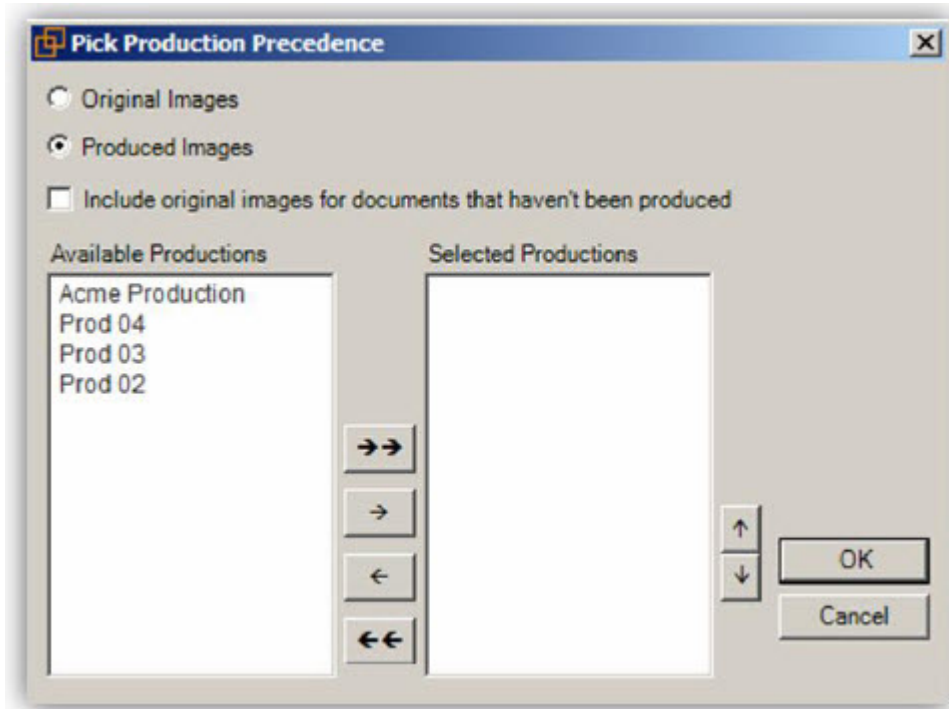 Pick Production Precedence
Original Images
Produced Images
Include original images for documents that haven't been produced
Available Productions
Selected Productions
Acme Production
Prod 04
Prod 03
Prod 02
OK
Cancel